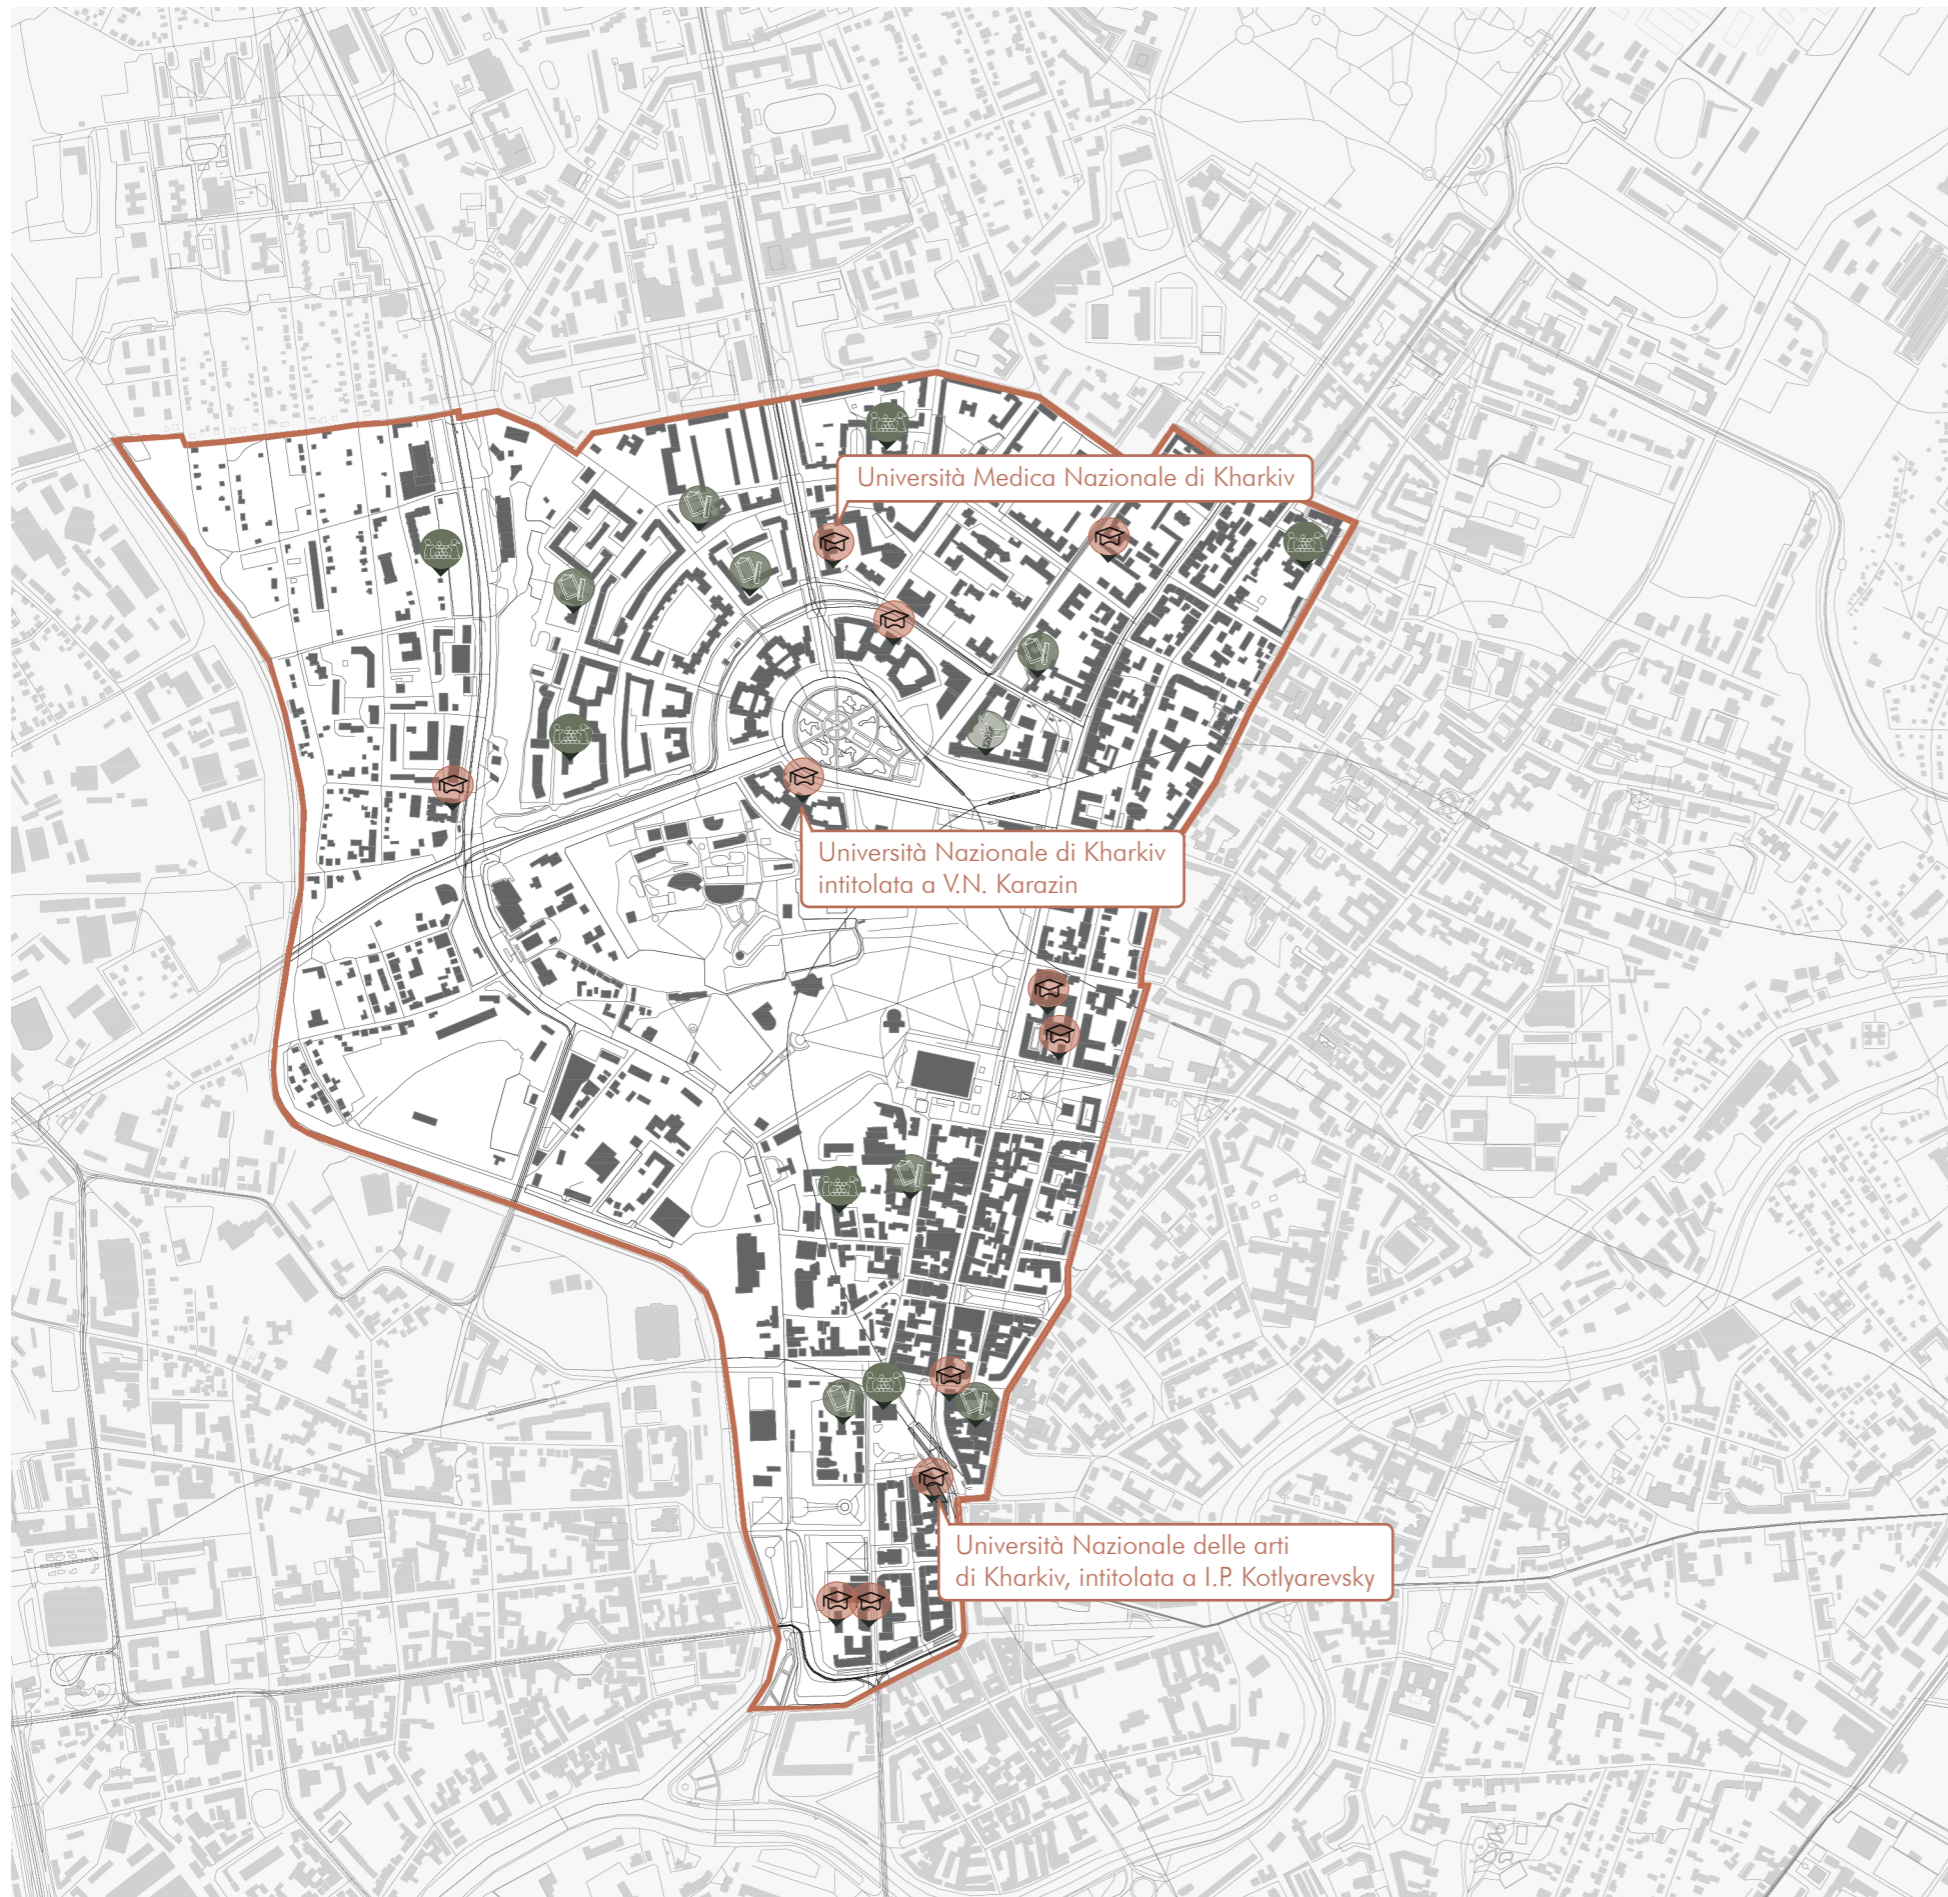 Università Medica Nazionale di Kharkiv
Università Nazionale di Kharkiv
intitolata a V.N. Karazin
Università Nazionale delle arti
di Kharkiv, intitolata a I.P. Kotlyarevsky